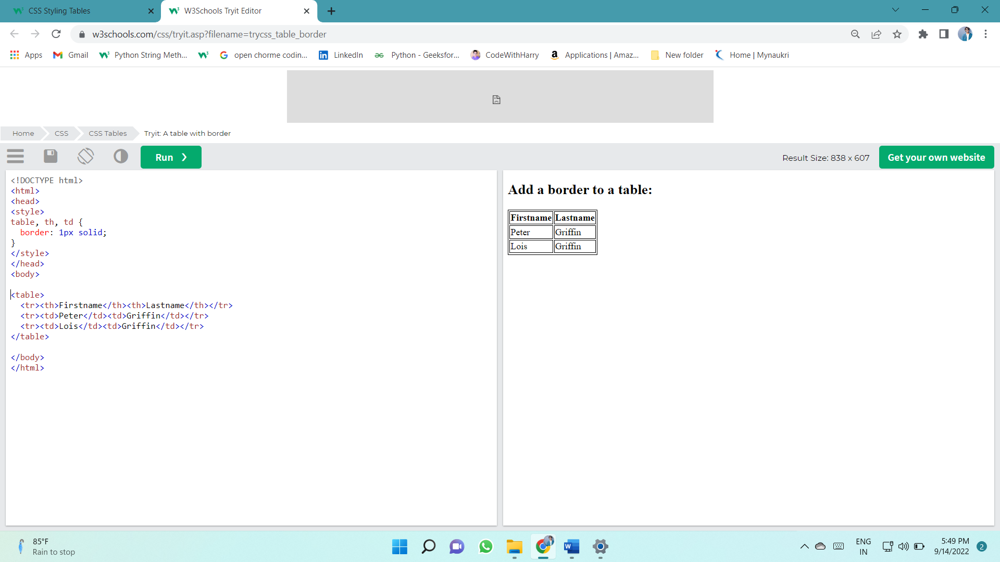 CSS Styling Tables
W3Schools Tryit Editor
w3schools.com/css/tryit.asp?filename=trycss_table_border
Apps
Gmail
Python String Meth...
open chorme codin...
LinkedIn
Python - Geeksfor...
CodeWithHarry
Applications | Amaz...
New folder
Home | Mynaukri
Home
CSS
CSS Tables
Tryit: A table with border
Run ❯
Result Size: 838 x 607
Get your own website
<!DOCTYPE html>
<html>
<head>
<style>
table, th, td {
  border: 1px solid;
}
</style>
</head>
<body>

<table>
  <tr><th>Firstname</th><th>Lastname</th></tr>
  <tr><td>Peter</td><td>Griffin</td></tr>
  <tr><td>Lois</td><td>Griffin</td></tr>
</table>

</body>
</html>
Add a border to a table:
Firstname Lastname
Peter Griffin
Lois Griffin
85°F
Rain to stop
ENG
IN
5:49 PM
9/14/2022
2